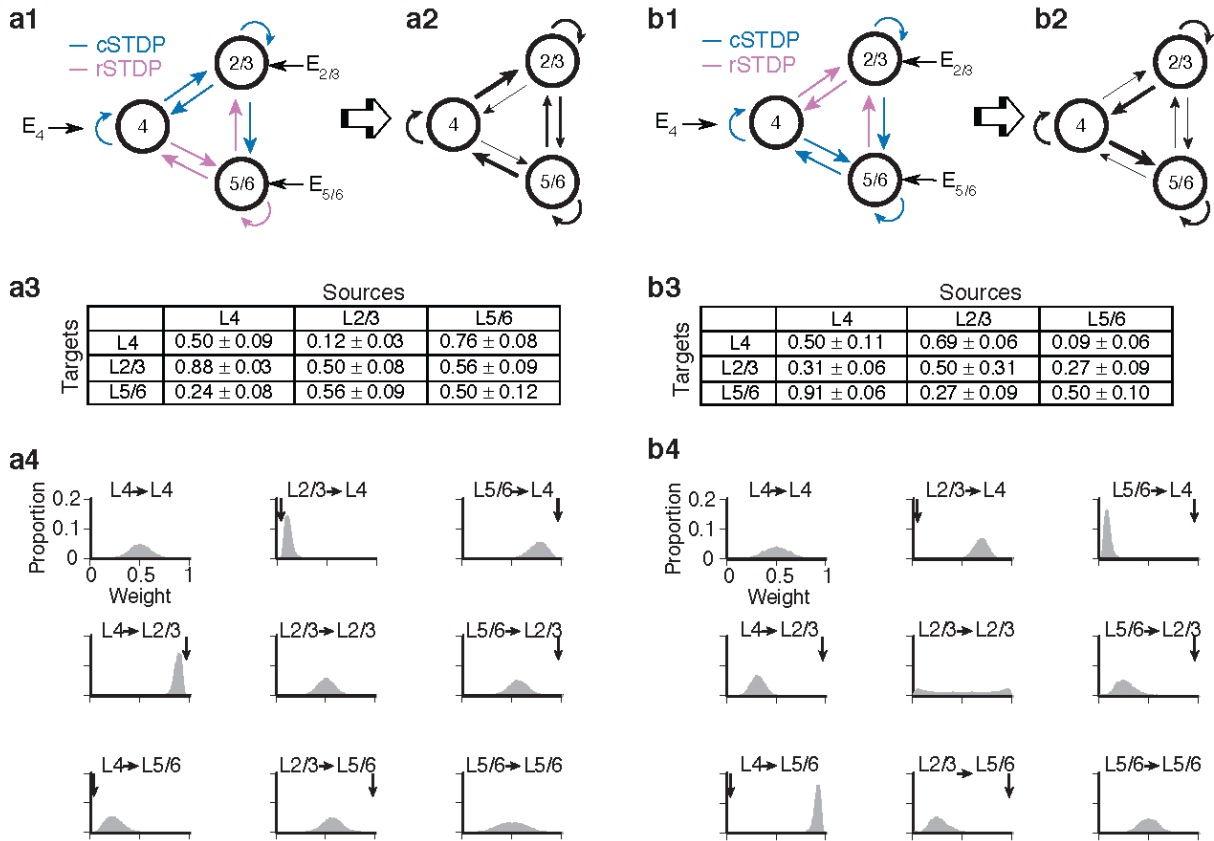 a1
a2
b1
b2
cSTDP
rSTDP
2/3
E2/3
4
E4
5/6
E5/6
2/3
4
5/6
cSTDP
rSTDP
2/3
E2/3
4
E4
5/6
E5/6
2/3
4
5/6
a3
Sources
Targets
L4 L2/3 L5/6
L4 0.50 ± 0.09 0.12 ± 0.03 0.76 ± 0.08
L2/3 0.88 ± 0.03 0.50 ± 0.08 0.56 ± 0.09
L5/6 0.24 ± 0.08 0.56 ± 0.09 0.50 ± 0.12
b3
Sources
Targets
L4 L2/3 L5/6
L4 0.50 ± 0.11 0.69 ± 0.06 0.09 ± 0.06
L2/3 0.31 ± 0.06 0.50 ± 0.31 0.27 ± 0.09
L5/6 0.91 ± 0.06 0.27 ± 0.09 0.50 ± 0.10
a4
Proportion
0.2
0.1
0
0 0.5 1
Weight
L4→L4
L2/3→L4
L5/6→L4
L4→L2/3
L2/3→L2/3
L5/6→L2/3
L4→L5/6
L2/3→L5/6
L5/6→L5/6
b4
Proportion
0.2
0.1
0
0 0.5 1
Weight
L4→L4
L2/3→L4
L5/6→L4
L4→L2/3
L2/3→L2/3
L5/6→L2/3
L4→L5/6
L2/3→L5/6
L5/6→L5/6